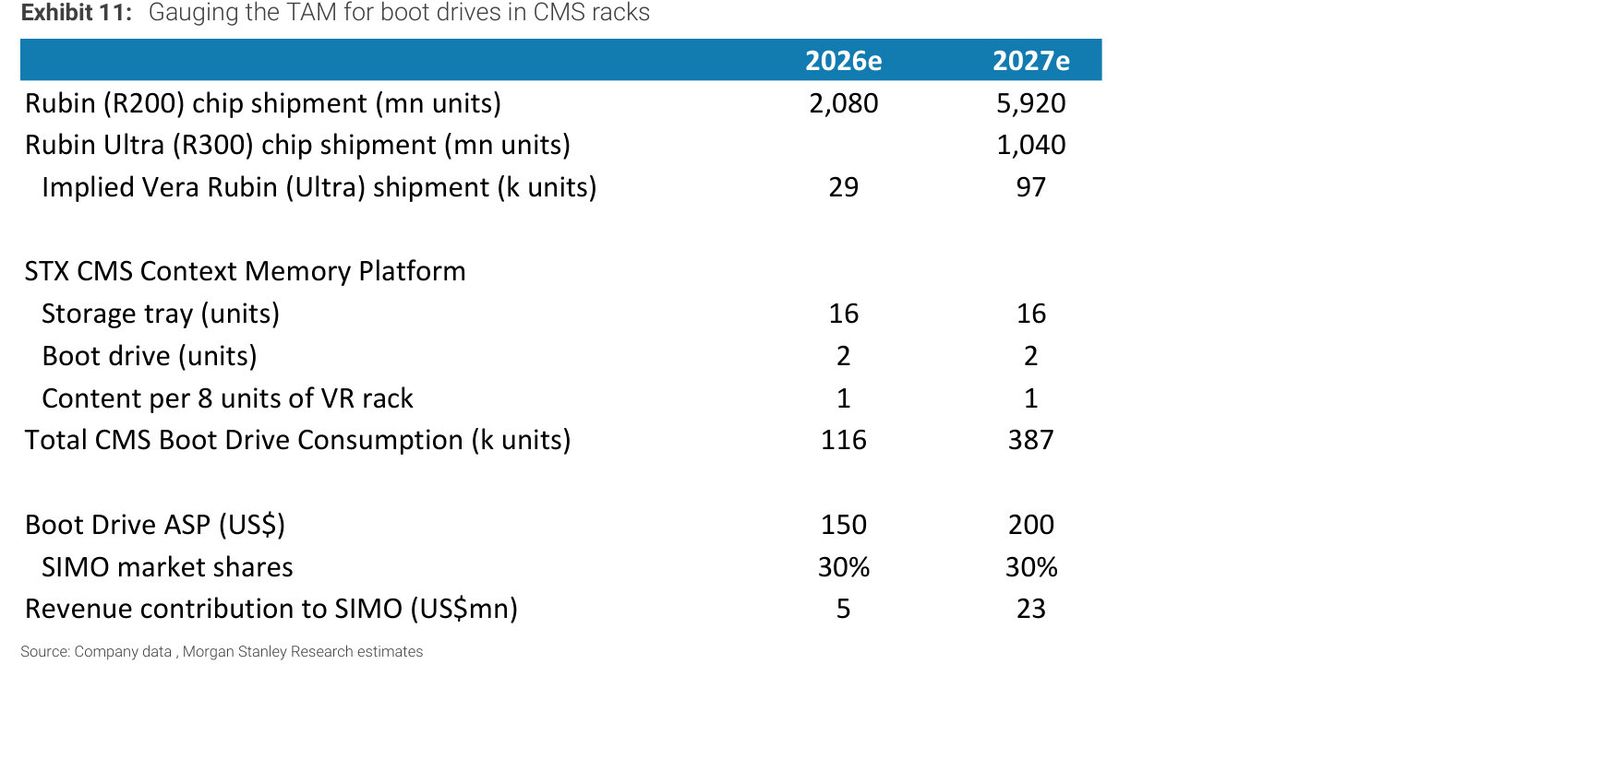 Exhibit 11: Gauging the TAM for boot drives in CMS racks
2026e 2027e
Rubin (R200) chip shipment (mn units) 2,080 5,920
Rubin Ultra (R300) chip shipment (mn units) 1,040
Implied Vera Rubin (Ultra) shipment (k units) 29 97
STX CMS Context Memory Platform
Storage tray (units) 16 16
Boot drive (units) 2 2
Content per 8 units of VR rack 1 1
Total CMS Boot Drive Consumption (k units) 116 387
Boot Drive ASP (US$) 150 200
SIMO market shares 30% 30%
Revenue contribution to SIMO (US$mn) 5 23
Source: Company data , Morgan Stanley Research estimates